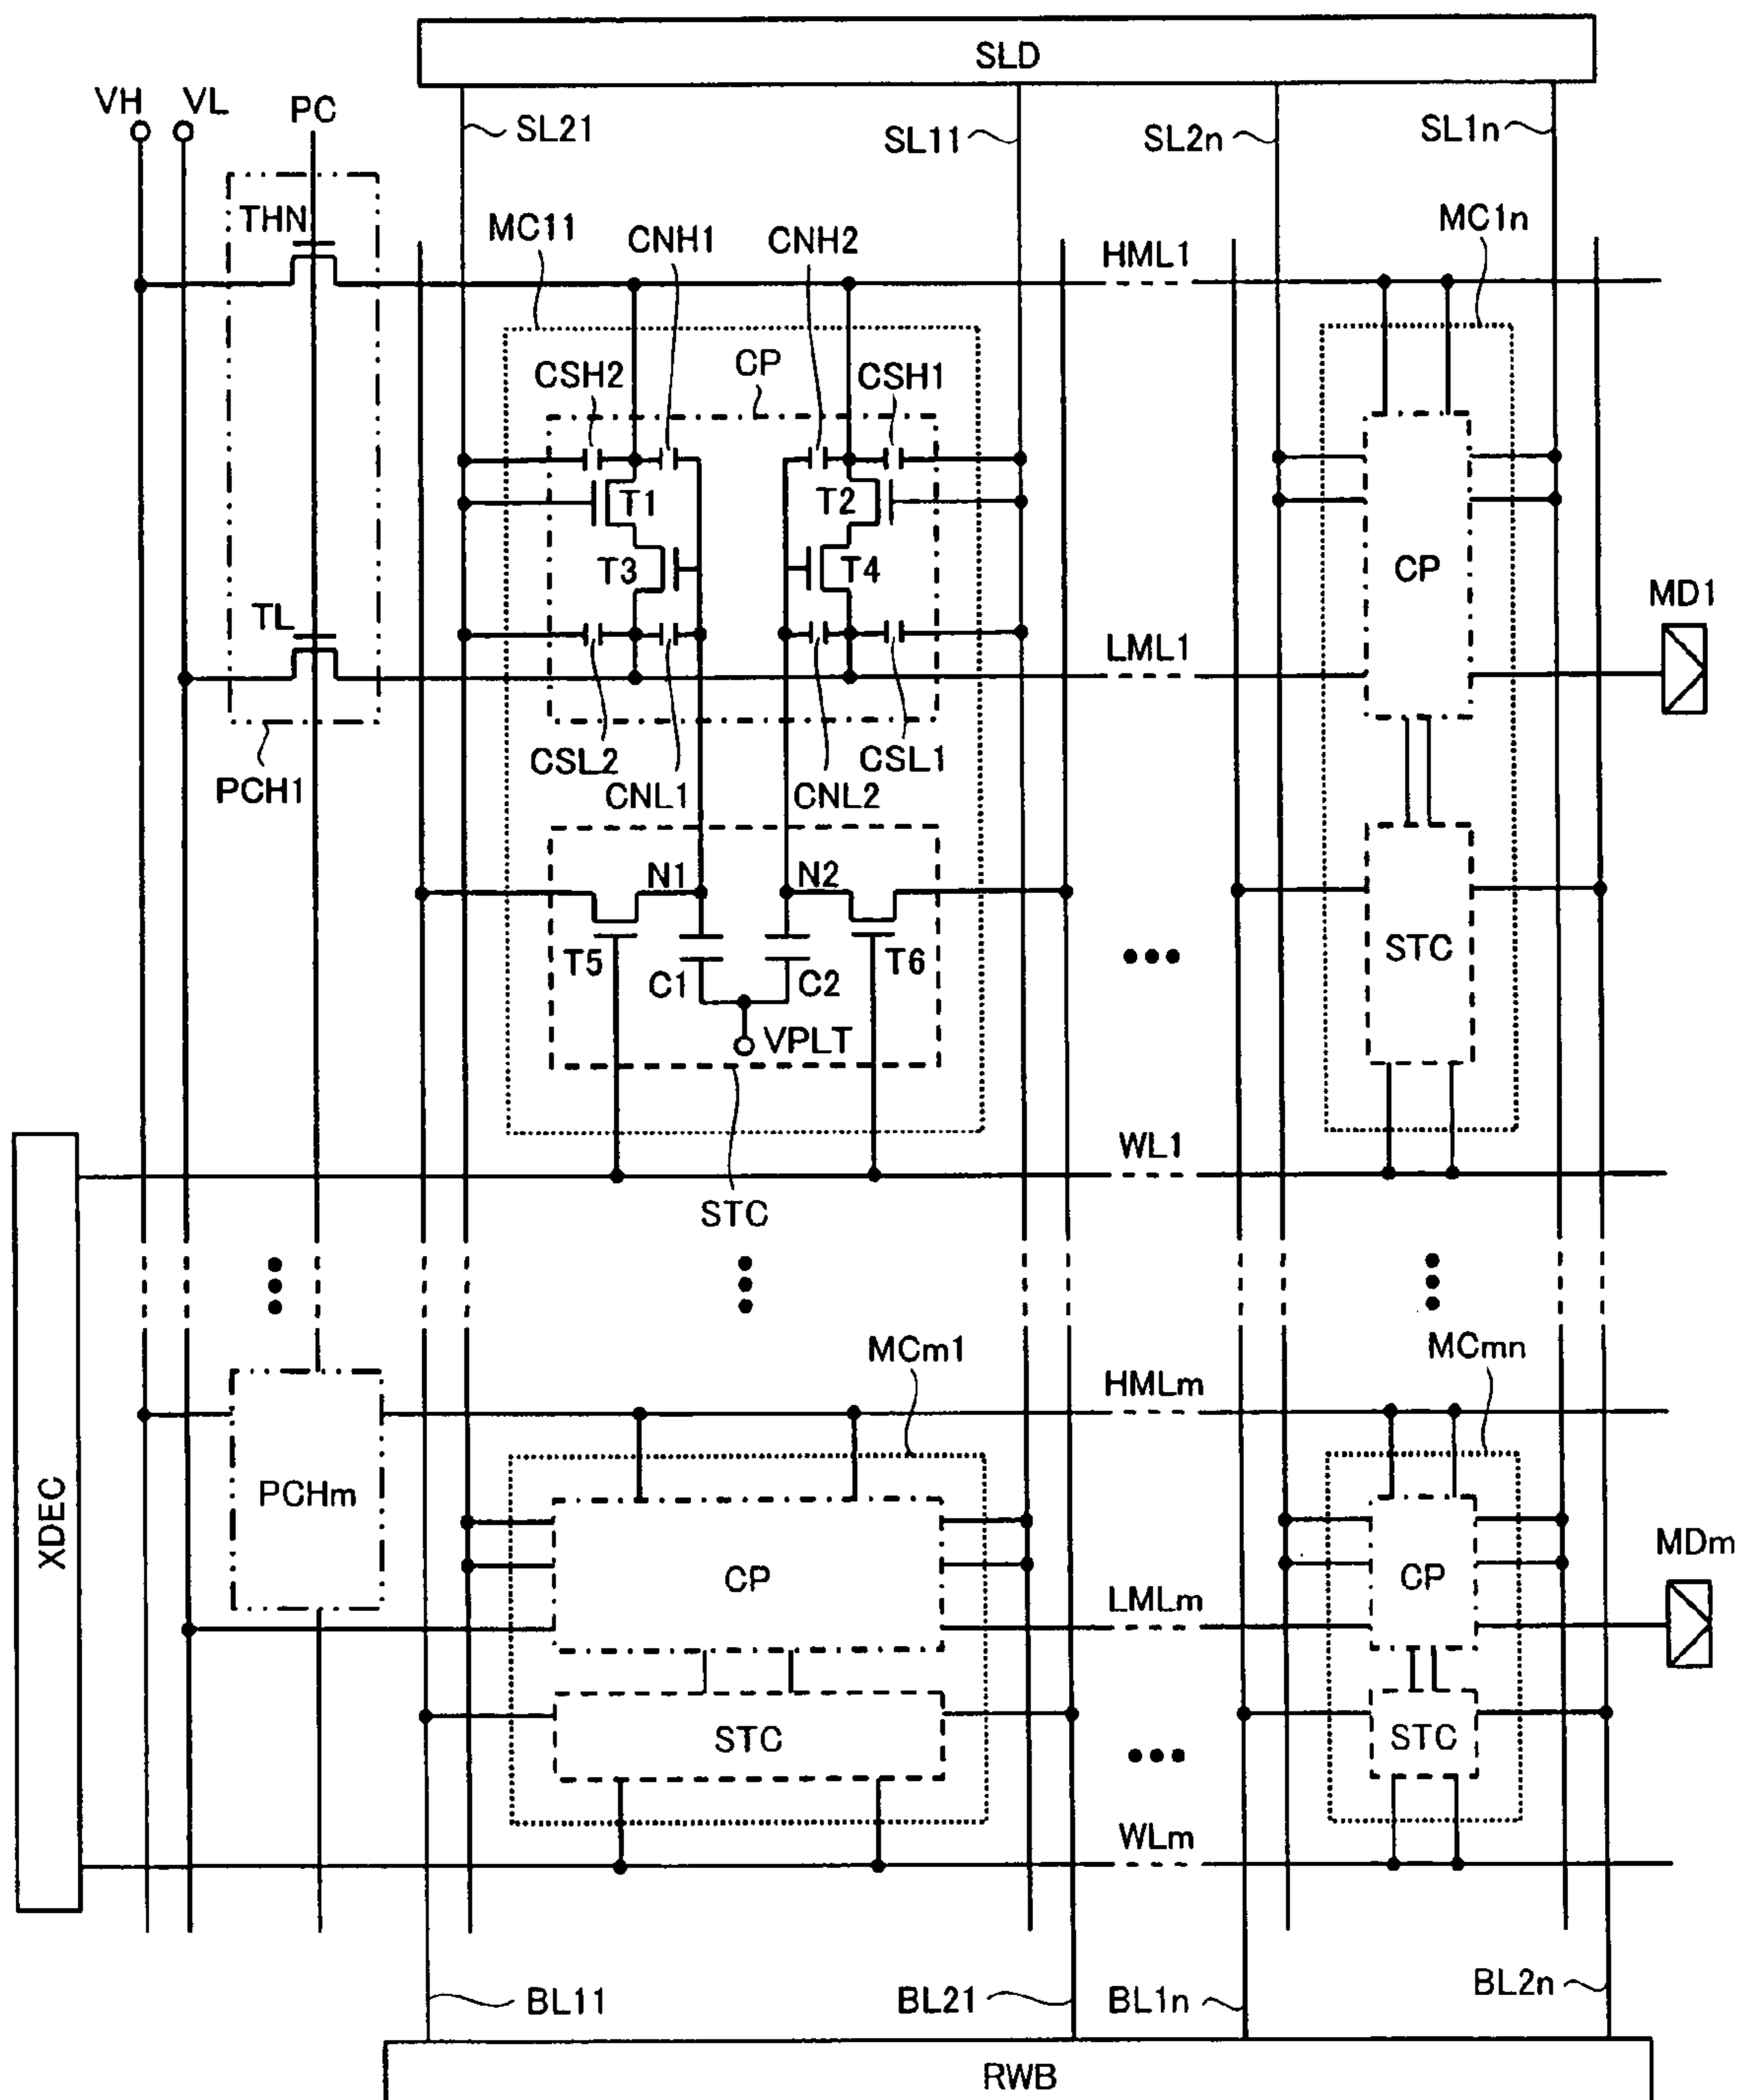 SLD
VH VL PC
SL21 SL11 SL2n SL1n
THN
MC11 CNH1 CNH2 HML1 MC1n
CSH2 CP CSH1
T1 T2
T3 T4 CP
TL MD1
LML1
CSL2 CSL1
PCH1 CNL1 CNL2
N1 N2
T5 C1 C2 T6 STC
VPLT
WL1
STC
MCm1 MCmn
HMLm
XDEC PCHm
CP CP MDm
LMLm
STC STC
WLm
BL11 BL21 BL1n BL2n
RWB